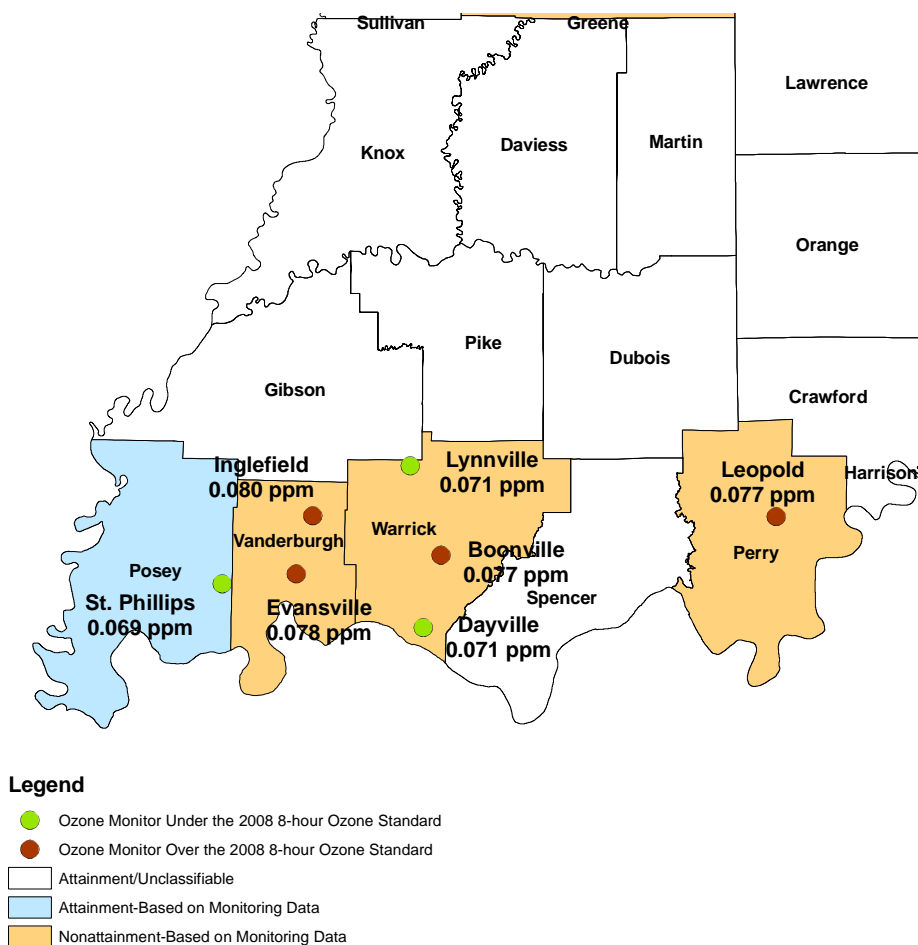 Sullivan
Greene
Lawrence
Knox
Daviess
Martin
Orange
Pike
Dubois
Gibson
Crawford
Inglefield
0.080 ppm
Lynnville
0.071 ppm
Leopold
0.077 ppm
Harrison
Vanderburgh
Warrick
Boonville
0.077 ppm
Perry
Posey
St. Phillips
0.069 ppm
Evansville
0.078 ppm
Spencer
Dayville
0.071 ppm
Legend
Ozone Monitor Under the 2008 8-hour Ozone Standard
Ozone Monitor Over the 2008 8-hour Ozone Standard
Attainment/Unclassifiable
Attainment-Based on Monitoring Data
Nonattainment-Based on Monitoring Data